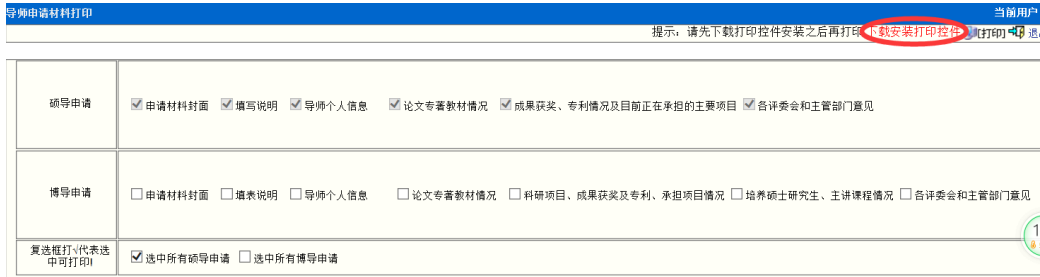 导师申请材料打印 当前用户
提示：请先下载打印控件安装之后再打印 下载安装打印控件 [打印]
硕导申请 申请材料封面 填写说明 导师个人信息 论文专著教材情况 成果获奖、专利情况及目前正在承担的主要项目 各评委会和主管部门意见
博导申请 申请材料封面 填表说明 导师个人信息 论文专著教材情况 科研项目、成果获奖及专利、承担项目情况 培养硕士研究生、主讲课程情况 各评委会和主管部门意见
复选框打√代表选
中可打印!
选中所有硕导申请 选中所有博导申请